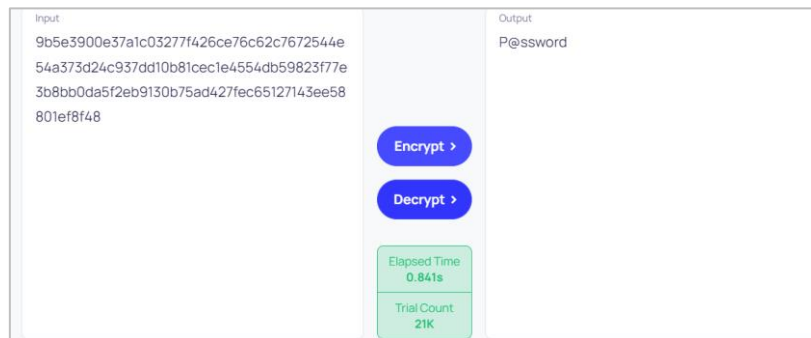 Input
9b5e3900e37a1c03277f426ce76c62c7672544e
54a373d24c937dd10b81cec1e4554db59823f77e
3b8bb0da5f2eb9130b75ad427fec65127143ee58
801ef8f48
Encrypt >
Decrypt >
Elapsed Time
0.841s
Trial Count
21K
Output
P@ssword